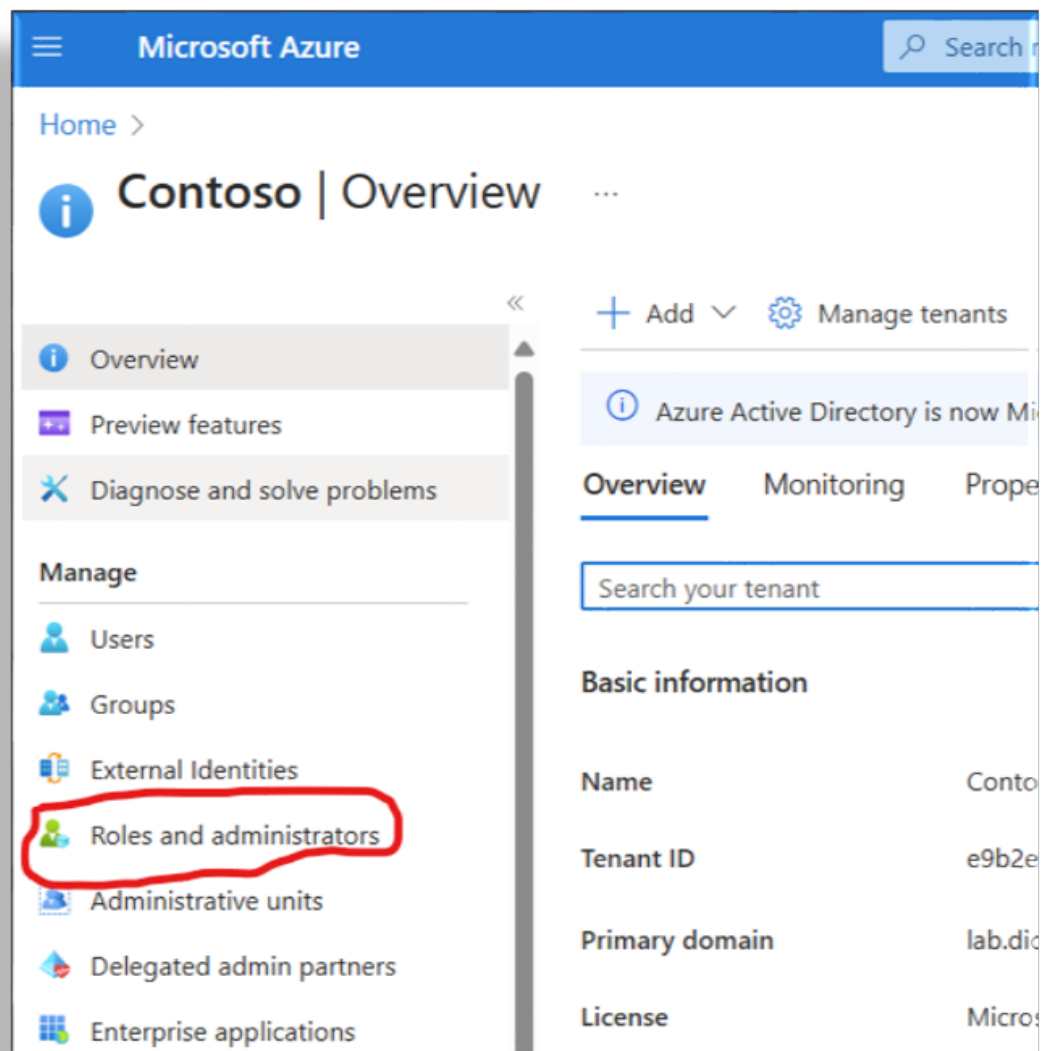 Microsoft Azure
Search
Home >
Contoso | Overview ...
Add
Manage tenants
Overview
Preview features
Diagnose and solve problems
Manage
Users
Groups
External Identities
Roles and administrators
Administrative units
Delegated admin partners
Enterprise applications
Azure Active Directory is now
Overview Monitoring
Search your tenant
Basic information
Name
Tenant ID e9b2e
Primary domain
License